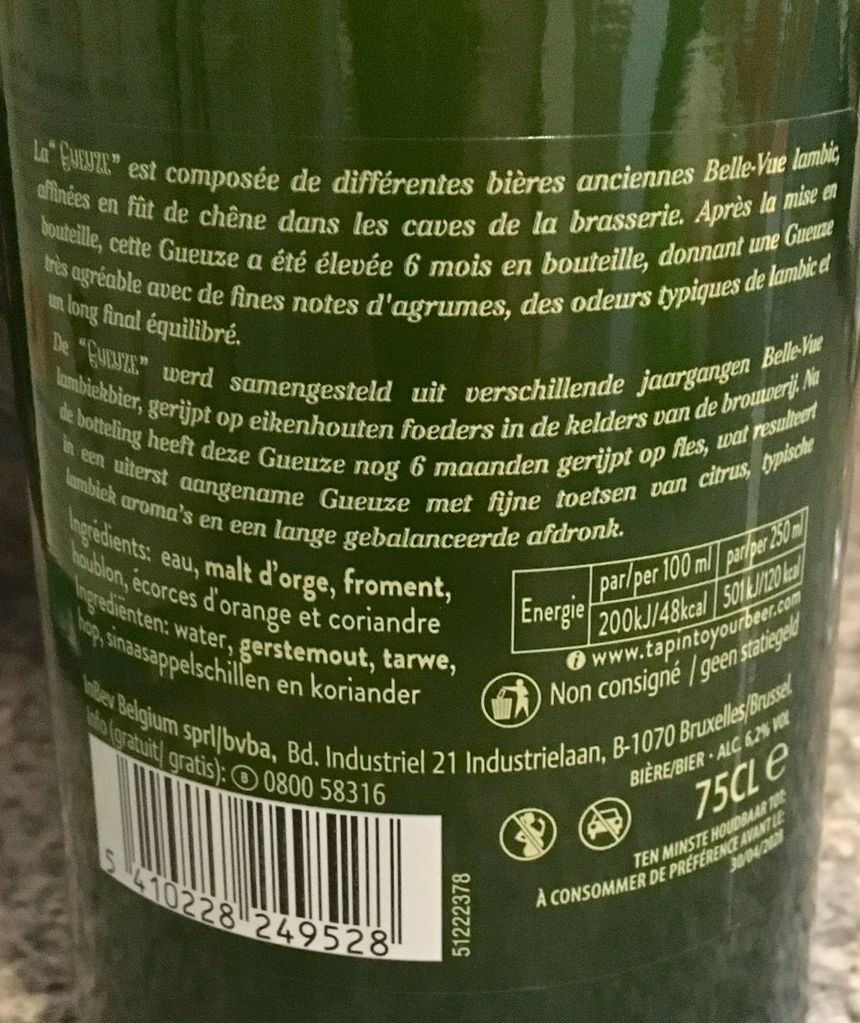 La "GUEUZE" est composée de différentes bières anciennes Belle-Vue lambic,
affinées en fût de chêne dans les caves de la brasserie. Après la mise en
bouteille, cette Gueuze a été élevée 6 mois en bouteille, donnant une Gueuze
très agréable avec de fines notes d'agrumes, des odeurs typiques de lambic et
un long final équilibré.
De "GUEUZE" werd samengesteld uit verschillende jaargangen Belle-Vue
lambiekbier, gerijpt op eikenhouten foeders in de kelders van de brouwerij. Na
de botteling heeft deze Gueuze nog 6 maanden gerijpt op fles, wat resulteert
in een uiterst aangename Gueuze met fijne toetsen van citrus, typische
lambiek aroma's en een lange gebalanceerde afdronk.
Ingrédients: eau, malt d'orge, froment,
houblon, écorces d'orange et coriandre
Ingrediënten: water, gerstemout, tarwe,
hop, sinaasappelschillen en koriander
Energie
par/per 100 ml par/per 250 ml
200kJ/48kcal 501kJ/120 kcal
i www.tapintoyourbeer.com
Non consigné / geen statiegeld
InBev Belgium sprl/bvba, Bd. Industriel 21 Industrielaan, B-1070 Bruxelles/Brussel.
Info (gratuit/ gratis): B 0800 58316
BIÈRE/BIER · ALC. 6,2% VOL
75CL e
TEN MINSTE HOUDBAAR TOT:
À CONSOMMER DE PRÉFÉRENCE AVANT LE:
30/04/2028
5 410228 249528
51222378